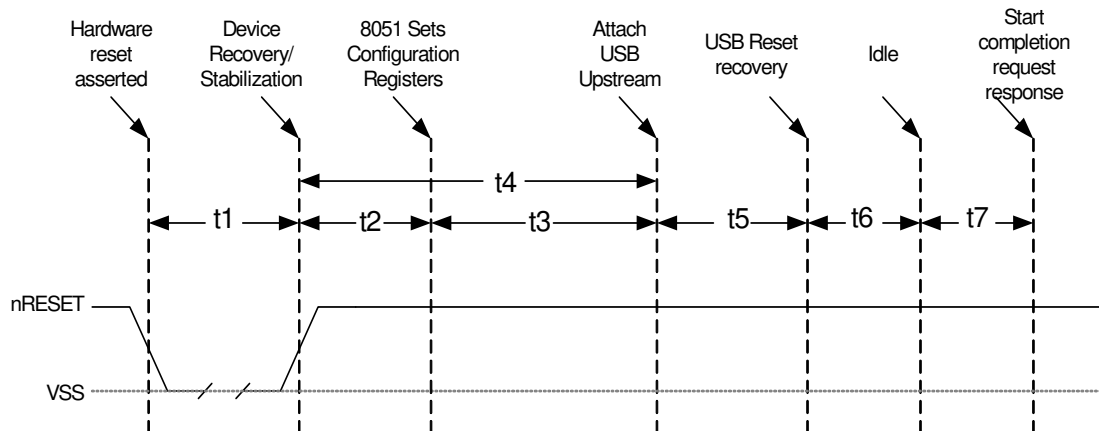 Hardware
reset
asserted
Device
Recovery/
Stabilization
8051 Sets
Configuration
Registers
Attach
USB
Upstream
USB Reset
recovery
Idle
Start
completion
request
response
t4
t1
t2
t3
t5
t6
t7
nRESET
VSS